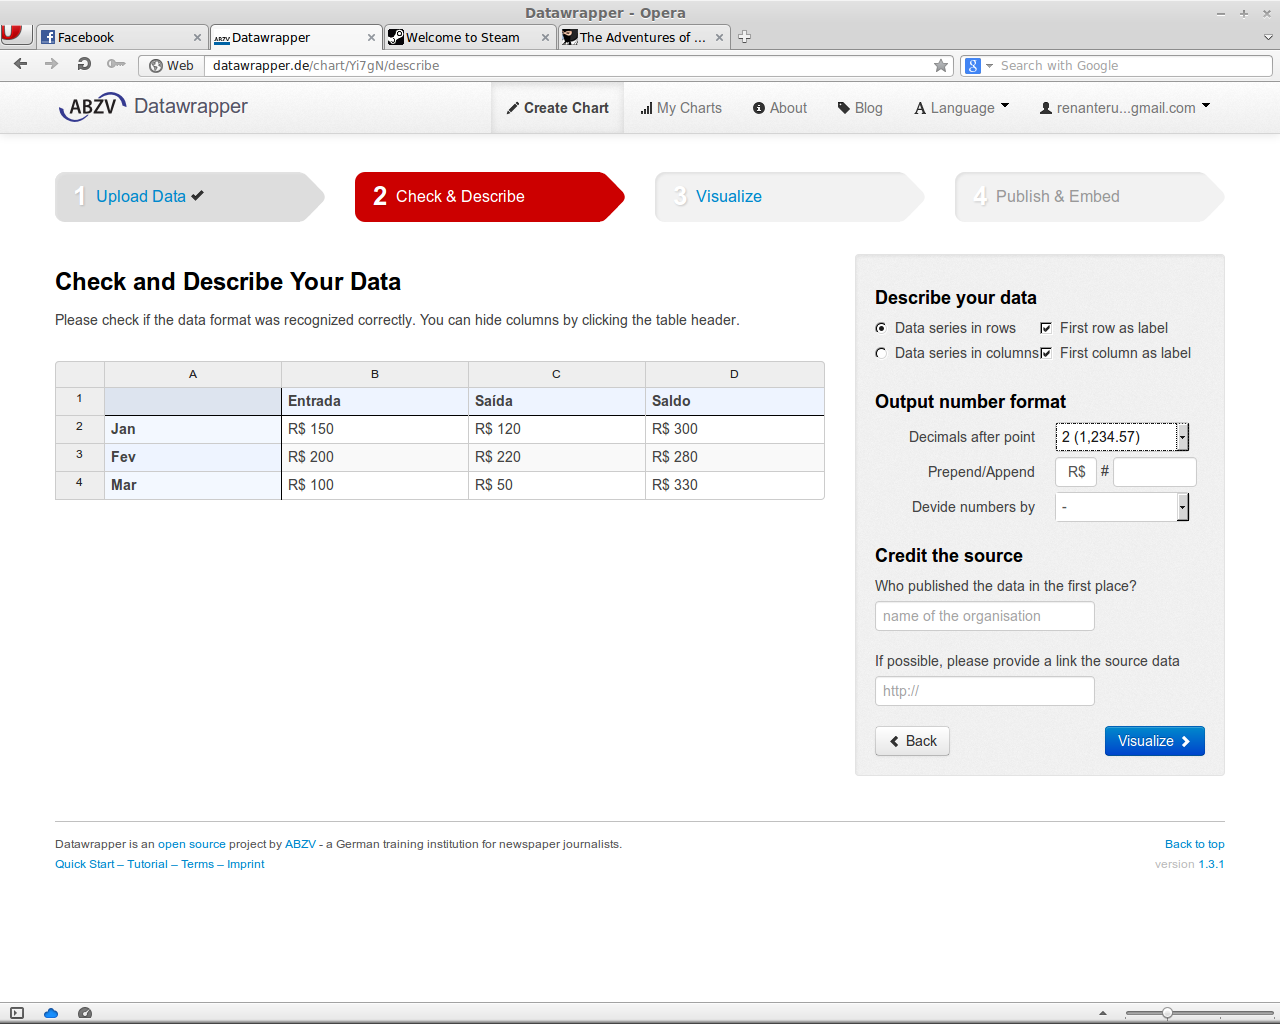 Datawrapper - Opera
Facebook
Datawrapper
Welcome to Steam
The Adventures of ...
Web
datawrapper.de/chart/Yi7gN/describe
Search with Google
ABZV Datawrapper
Create Chart
My Charts
About
Blog
Language
renanteru...gmail.com
1 Upload Data
2 Check & Describe
3 Visualize
4 Publish & Embed
Check and Describe Your Data
Please check if the data format was recognized correctly. You can hide columns by clicking the table header.
A B C D
1 Entrada Saída Saldo
2 Jan R$ 150 R$ 120 R$ 300
3 Fev R$ 200 R$ 220 R$ 280
4 Mar R$ 100 R$ 50 R$ 330
Describe your data
Data series in rows First row as label
Data series in columns First column as label
Output number format
Decimals after point 2 (1,234.57)
Prepend/Append R$ #
Devide numbers by -
Credit the source
Who published the data in the first place?
name of the organisation
If possible, please provide a link the source data
http://
Back
Visualize
Datawrapper is an open source project by ABZV - a German training institution for newspaper journalists.
Back to top
Quick Start – Tutorial – Terms – Imprint
version 1.3.1